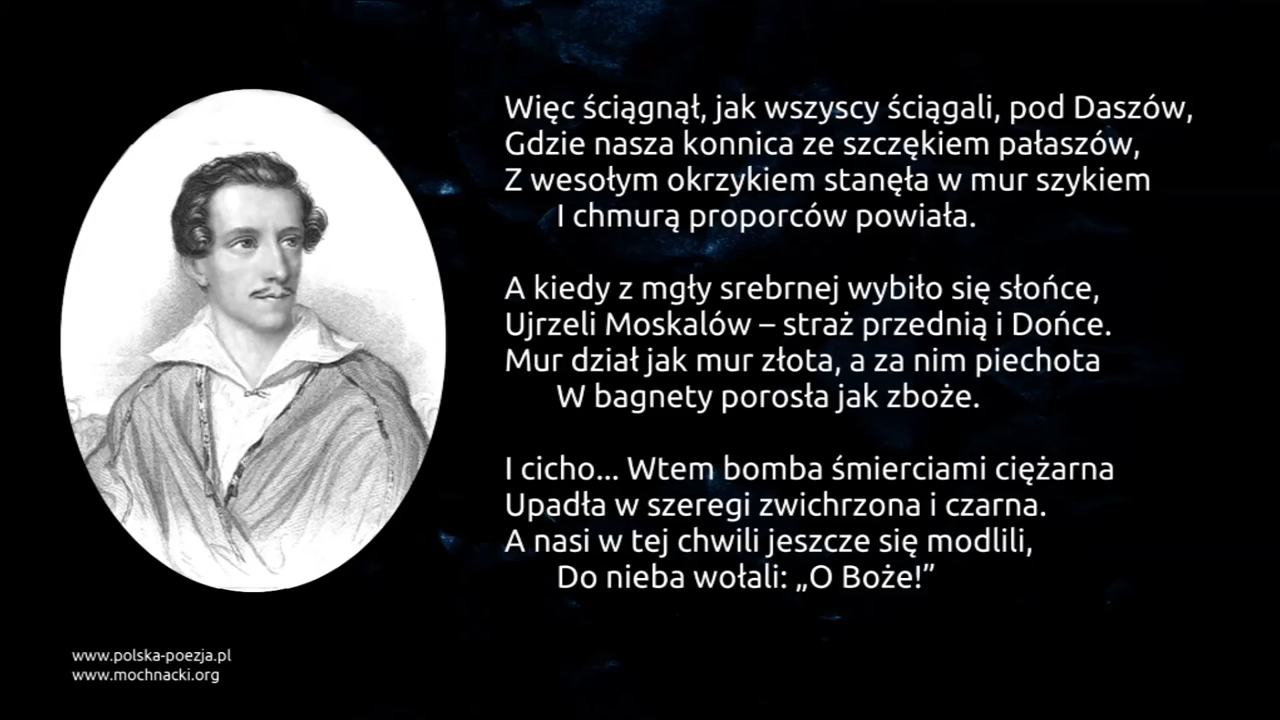 Więc ściągnął, jak wszyscy ściągali, pod Daszów,
Gdzie nasza konnica ze szczękiem pałaszów,
Z wesołym okrzykiem stanęła w mur szykiem
I chmurą proporców powiała.
A kiedy z mgły srebrnej wybiło się słońce,
Ujrzeli Moskalów – straż przednią i Dońce.
Mur dział jak mur złota, a za nim piechota
W bagnety porosła jak zboże.
I cicho... Wtem bomba śmierciami ciężarna
Upadła w szeregi zwichrzona i czarna.
A nasi w tej chwili jeszcze się modlili,
Do nieba wołali: „O Boże!”
www.polska-poezja.pl
www.mochnacki.org